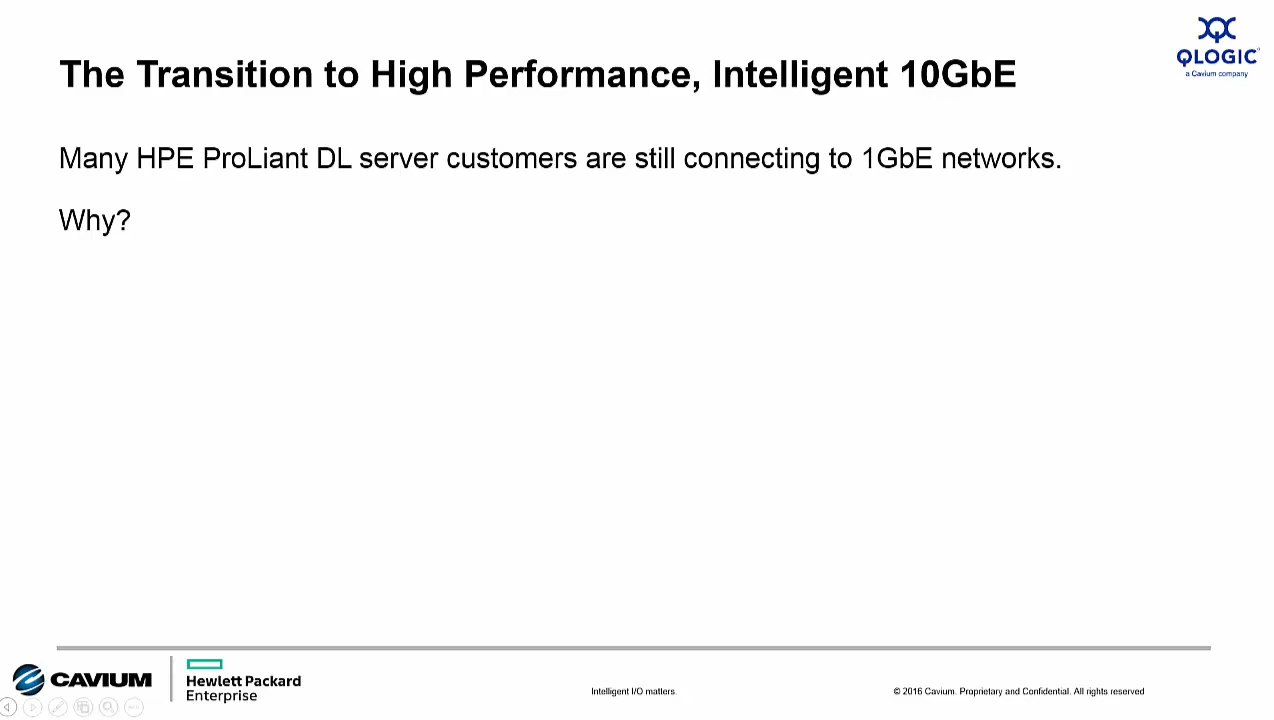 QLOGIC
a Cavium company
The Transition to High Performance, Intelligent 10GbE
Many HPE ProLiant DL server customers are still connecting to 1GbE networks.
Why?
CAVIUM
Hewlett Packard
Enterprise
Intelligent I/O matters.
© 2016 Cavium. Proprietary and Confidential. All rights reserved